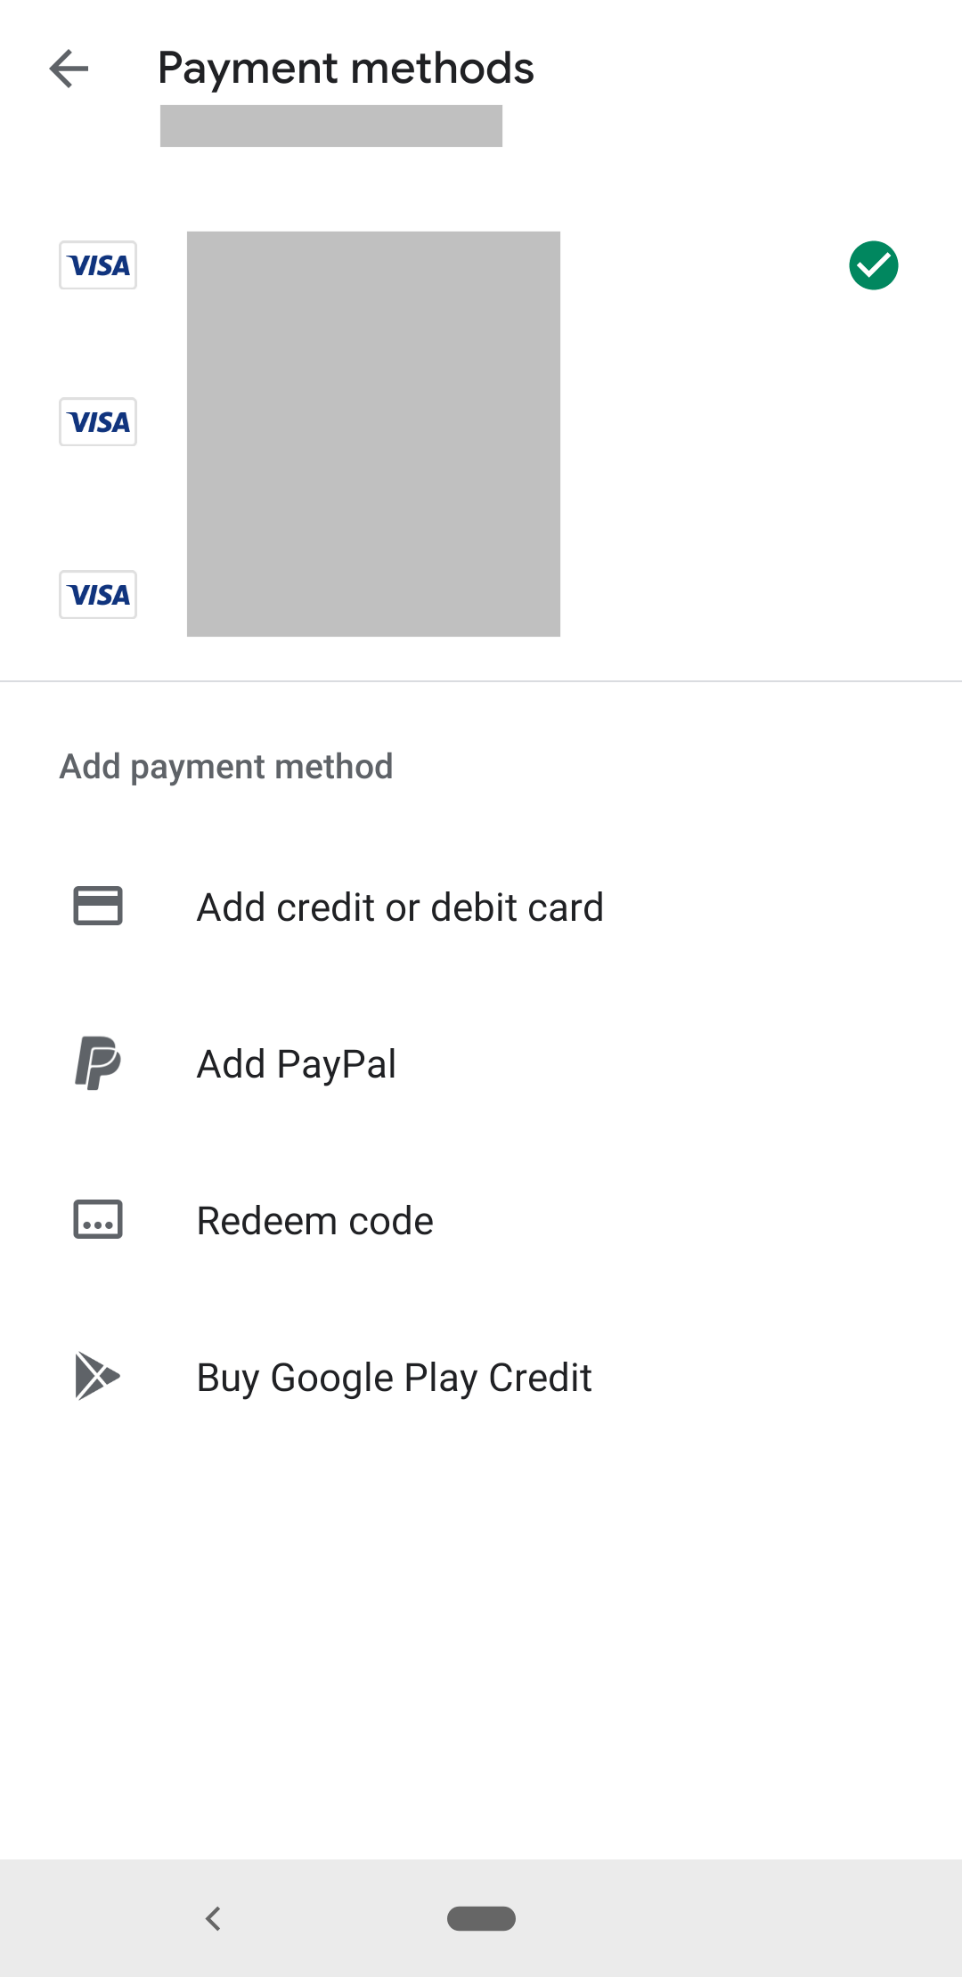 Payment methods
VISA
VISA
VISA
Add payment method
Add credit or debit card
Add PayPal
Redeem code
Buy Google Play Credit